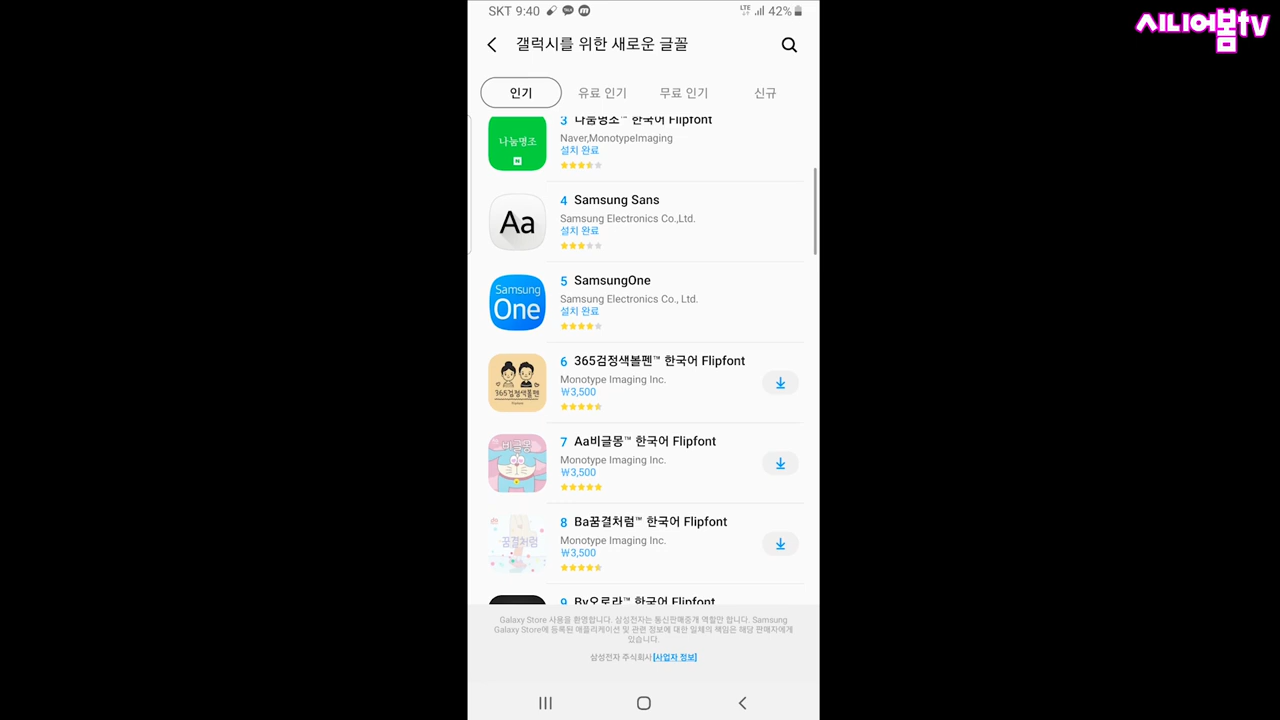 SKT 9:40
LTE
42%
시니어봄tv
갤럭시를 위한 새로운 글꼴
인기
유료 인기
무료 인기
신규
나눔명조
3 나눔명조™ 한국어 Flipfont
Naver,MonotypeImaging
설치 완료
Aa
4 Samsung Sans
Samsung Electronics Co.,Ltd.
설치 완료
Samsung
One
5 SamsungOne
Samsung Electronics Co., Ltd.
설치 완료
365검정색볼펜
6 365검정색볼펜™ 한국어 Flipfont
Monotype Imaging Inc.
₩3,500
비글몽
7 Aa비글몽™ 한국어 Flipfont
Monotype Imaging Inc.
₩3,500
꿈결처럼
8 Ba꿈결처럼™ 한국어 Flipfont
Monotype Imaging Inc.
₩3,500
9 By오로라™ 한국어 Flipfont
Galaxy Store 사용을 환영합니다. 삼성전자는 통신판매중개 역할만 합니다. Samsung
Galaxy Store에 등록된 애플리케이션 및 관련 정보에 대한 일체의 책임은 해당 판매자에게
있습니다.
삼성전자 주식회사[사업자 정보]